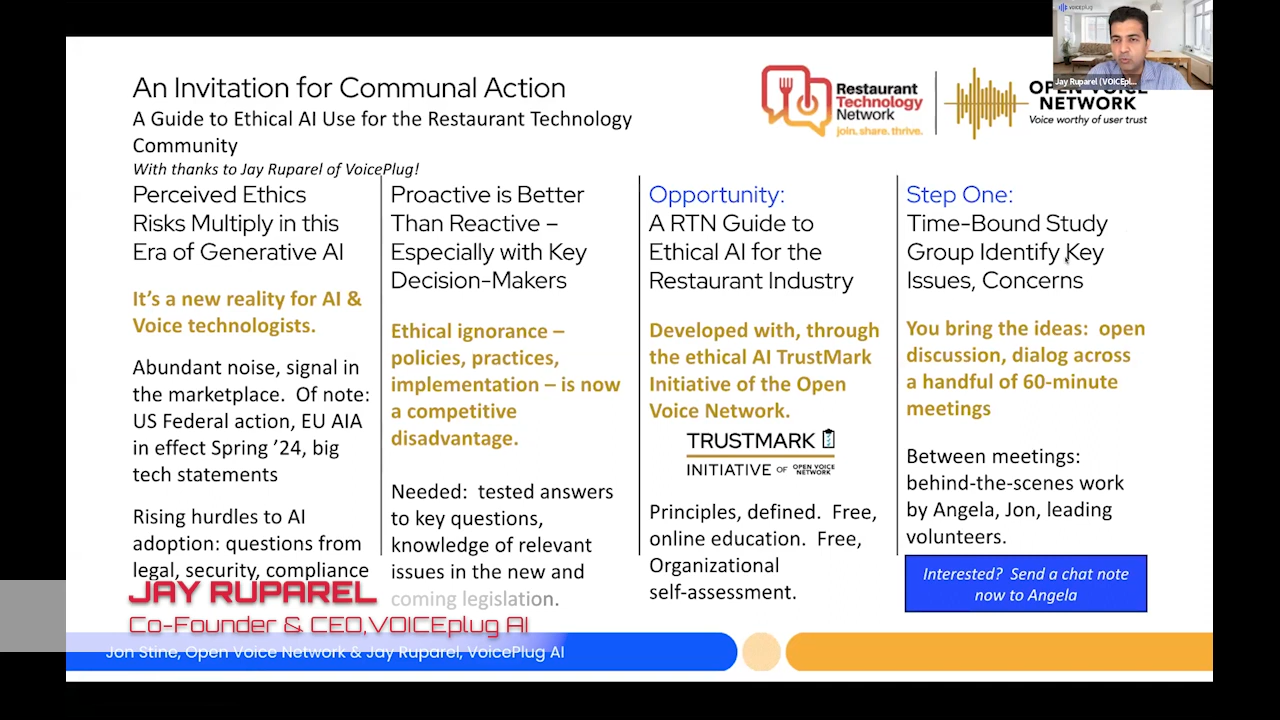 An Invitation for Communal Action
A Guide to Ethical AI Use for the Restaurant Technology
Community
With thanks to Jay Ruparel of VoicePlug!
Restaurant
Technology
Network
join. share. thrive.
OPEN VOICE
NETWORK
Voice worthy of user trust
VOICEplug
Jay Ruparel (VOICEpl...
Perceived Ethics
Risks Multiply in this
Era of Generative AI
It's a new reality for AI &
Voice technologists.
Abundant noise, signal in
the marketplace. Of note:
US Federal action, EU AIA
in effect Spring '24, big
tech statements
Rising hurdles to AI
adoption: questions from
legal, security, compliance
Proactive is Better
Than Reactive –
Especially with Key
Decision-Makers
Ethical ignorance –
policies, practices,
implementation – is now
a competitive
disadvantage.
Needed: tested answers
to key questions,
knowledge of relevant
issues in the new and
coming legislation.
Opportunity:
A RTN Guide to
Ethical AI for the
Restaurant Industry
Developed with, through
the ethical AI TrustMark
Initiative of the Open
Voice Network.
TRUSTMARK
INITIATIVE OF OPEN VOICE NETWORK
Principles, defined. Free,
online education. Free,
Organizational
self-assessment.
Step One:
Time-Bound Study
Group Identify Key
Issues, Concerns
You bring the ideas: open
discussion, dialog across
a handful of 60-minute
meetings
Between meetings:
behind-the-scenes work
by Angela, Jon, leading
volunteers.
Interested? Send a chat note
now to Angela
JAY RUPAREL
Co-Founder & CEO,VOICEplug AI
Jon Stine, Open Voice Network & Jay Ruparel, VoicePlug AI